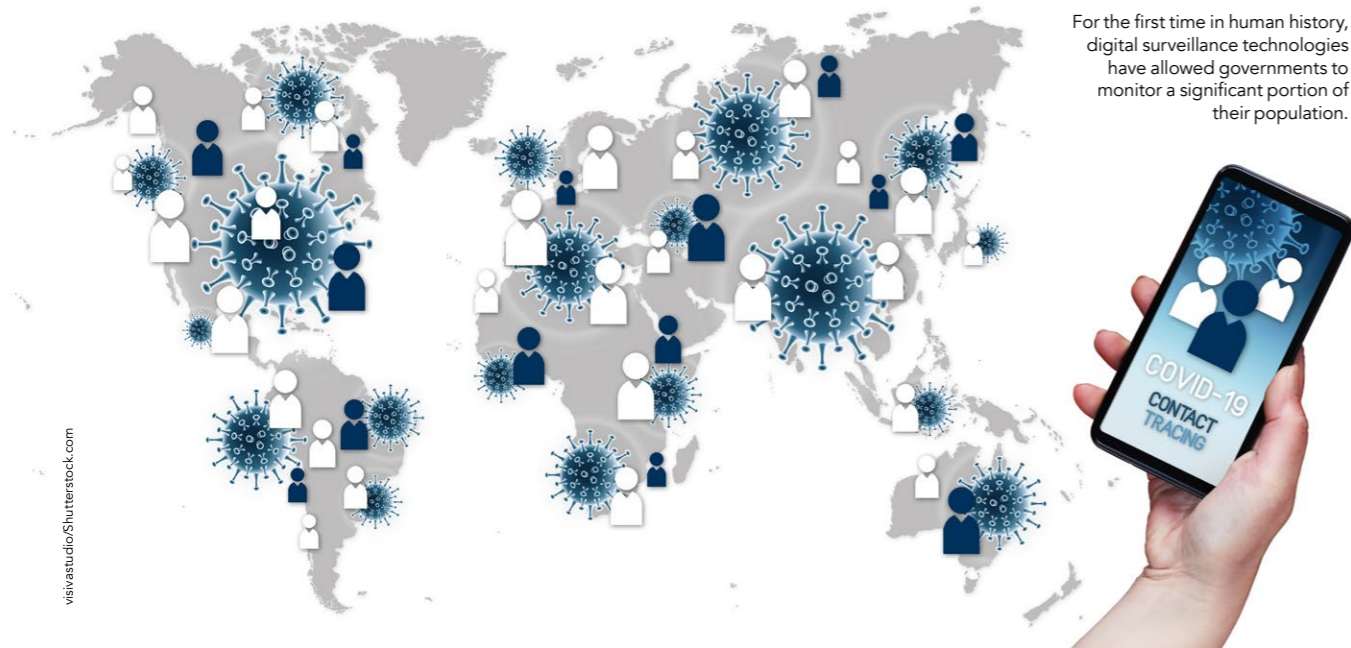 For the first time in human history,
digital surveillance technologies
have allowed governments to
monitor a significant portion of
their population.
COVID-19
CONTACT
TRACING
visivastudio/Shutterstock.com